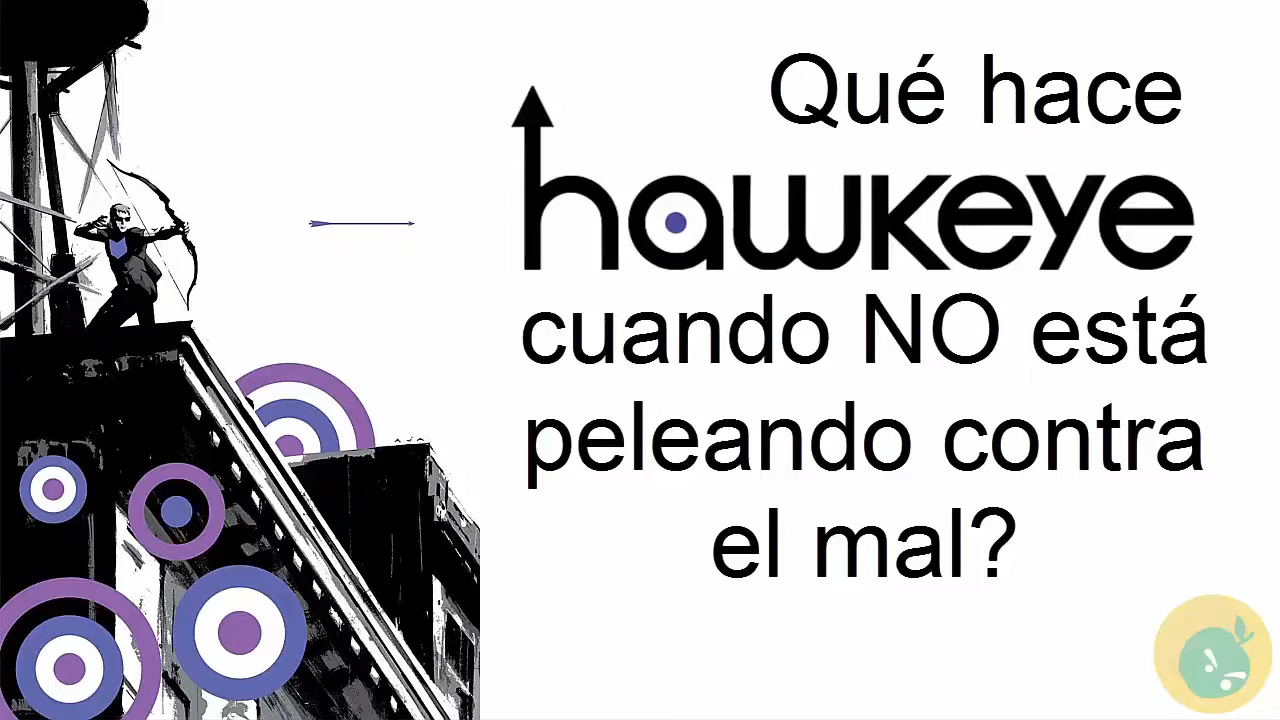 Qué hace
hawkeye
cuando NO está
peleando contra
el mal?